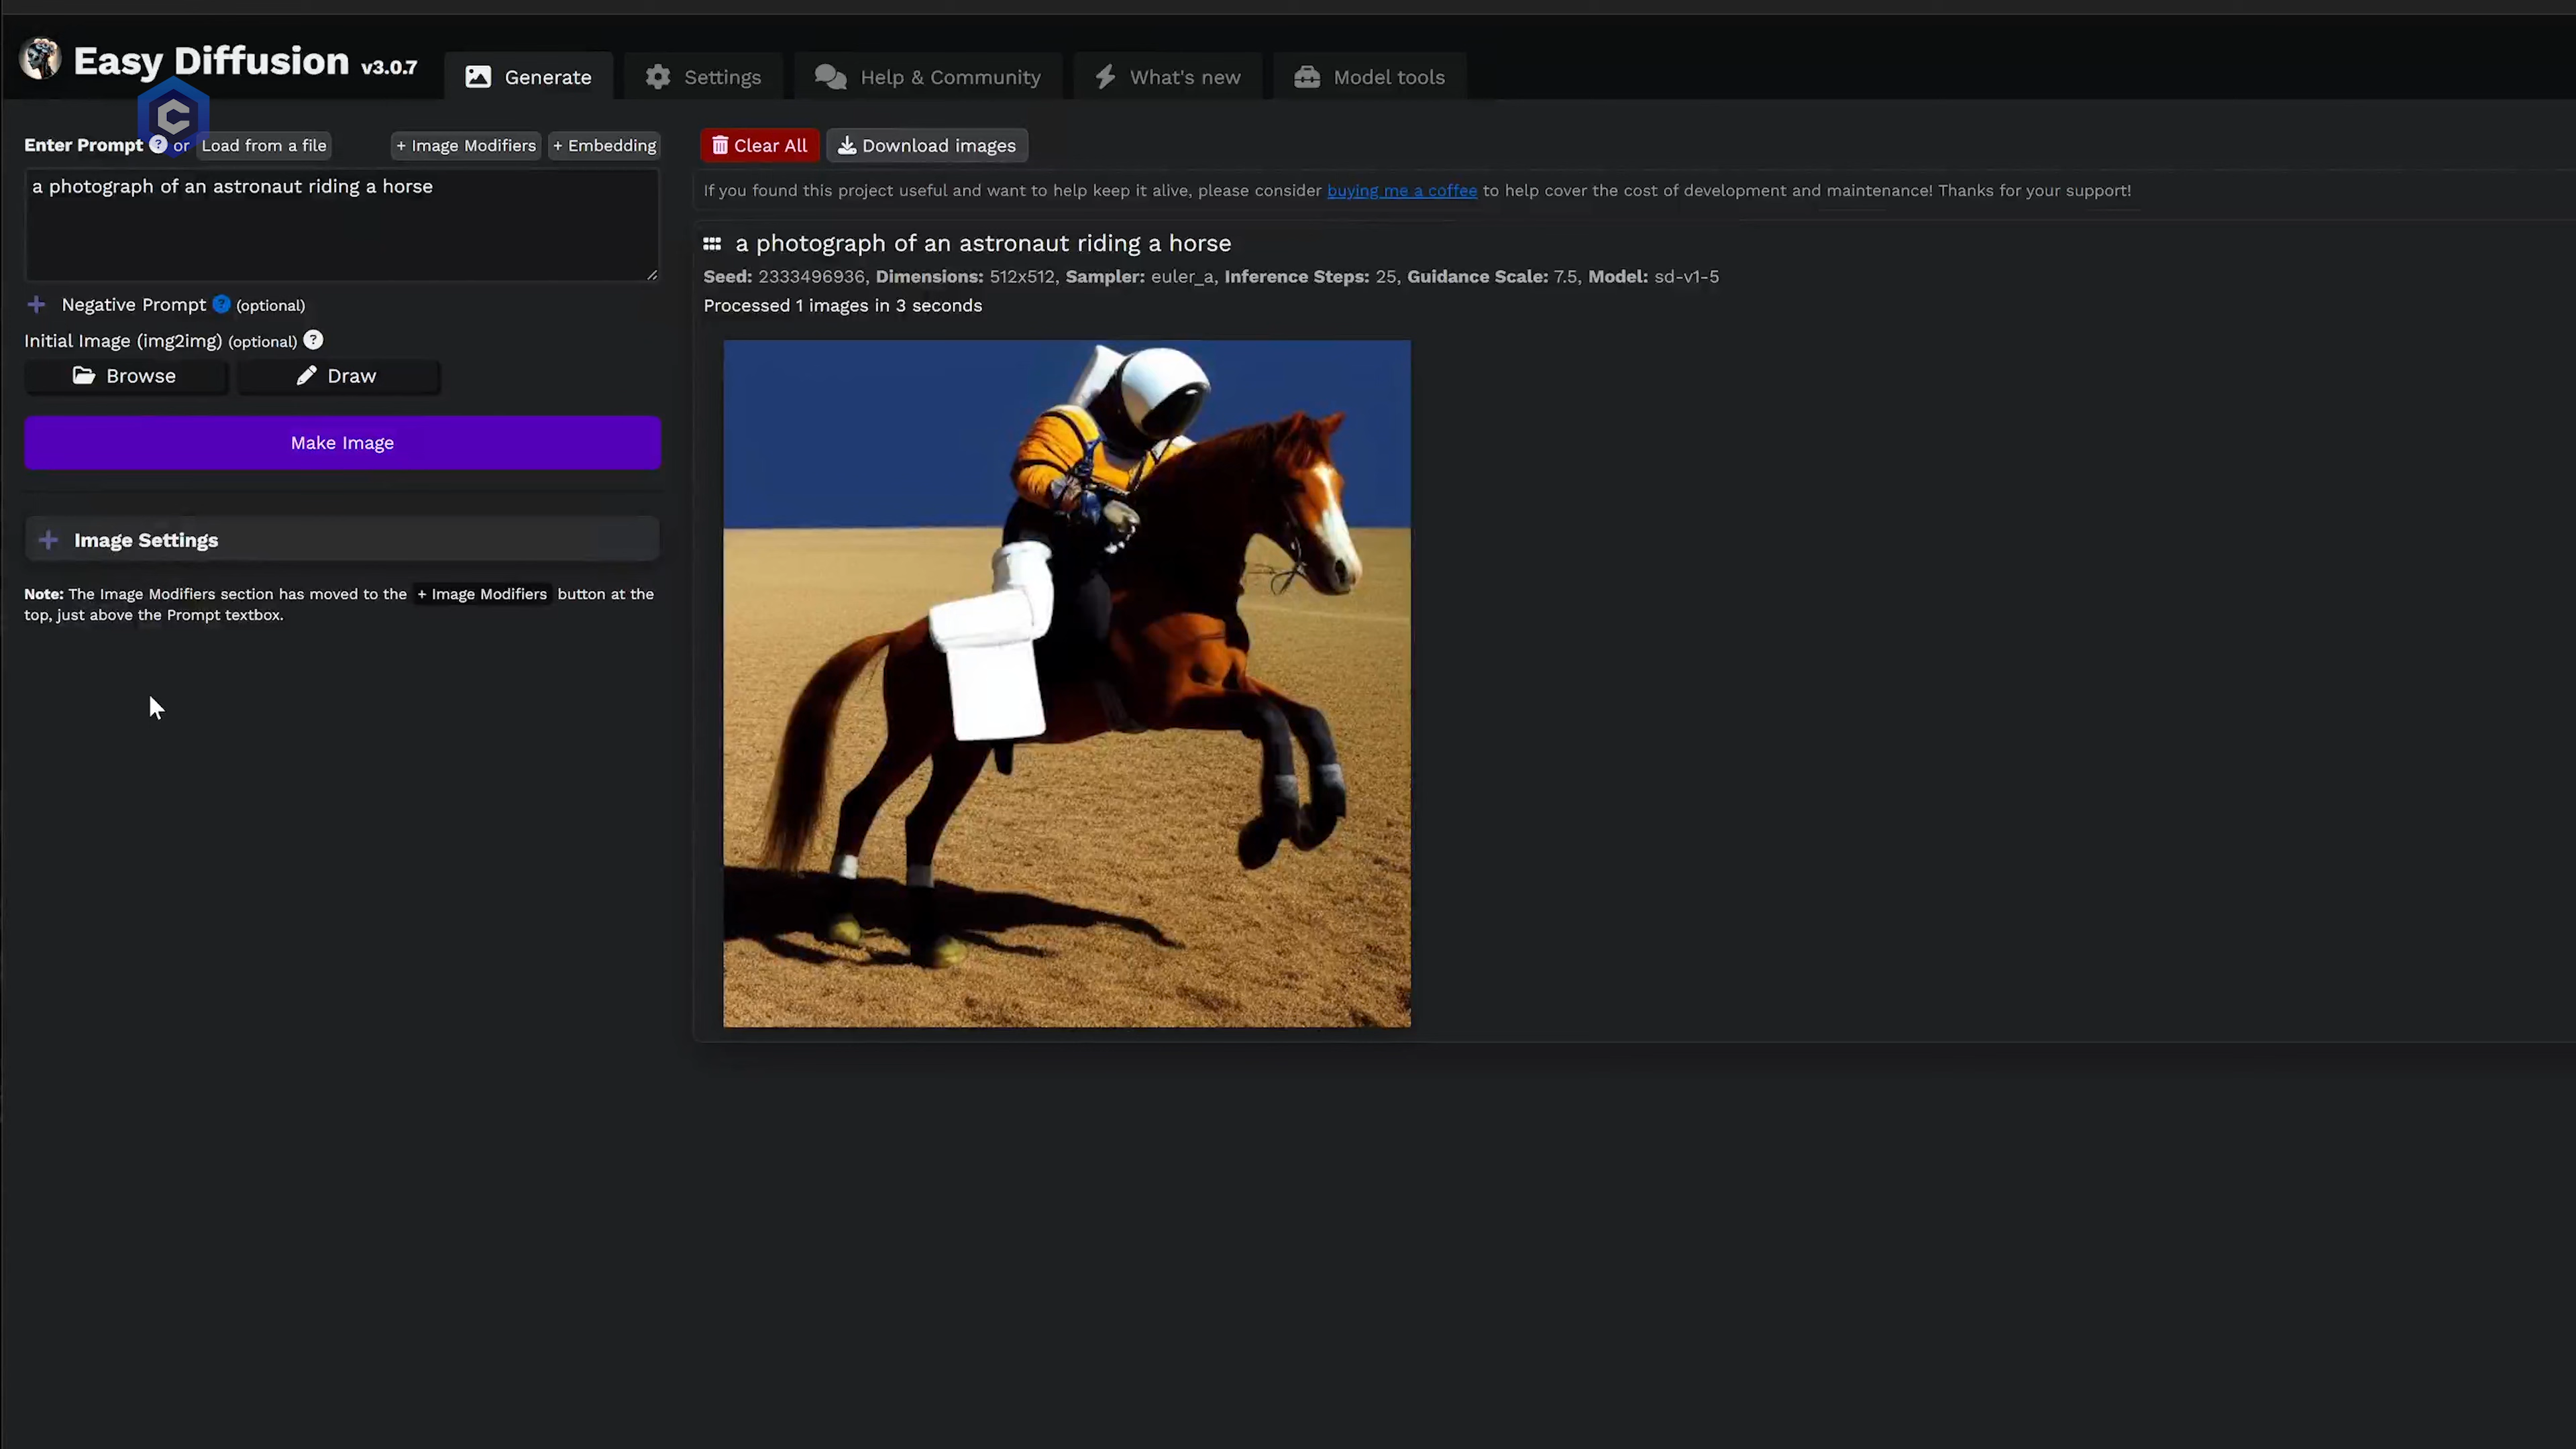 Easy Diffusion v3.0.7
Generate
Settings
Help & Community
What's new
Model tools
Enter Prompt ? or Load from a file + Image Modifiers + Embedding
a photograph of an astronaut riding a horse
+ Negative Prompt ? (optional)
Initial Image (img2img) (optional) ?
Browse
Draw
Make Image
+ Image Settings
Note: The Image Modifiers section has moved to the + Image Modifiers button at the
top, just above the Prompt textbox.
Clear All
Download images
If you found this project useful and want to help keep it alive, please consider buying me a coffee to help cover the cost of development and maintenance! Thanks for your support!
a photograph of an astronaut riding a horse
Seed: 2333496936, Dimensions: 512x512, Sampler: euler_a, Inference Steps: 25, Guidance Scale: 7.5, Model: sd-v1-5
Processed 1 images in 3 seconds
C